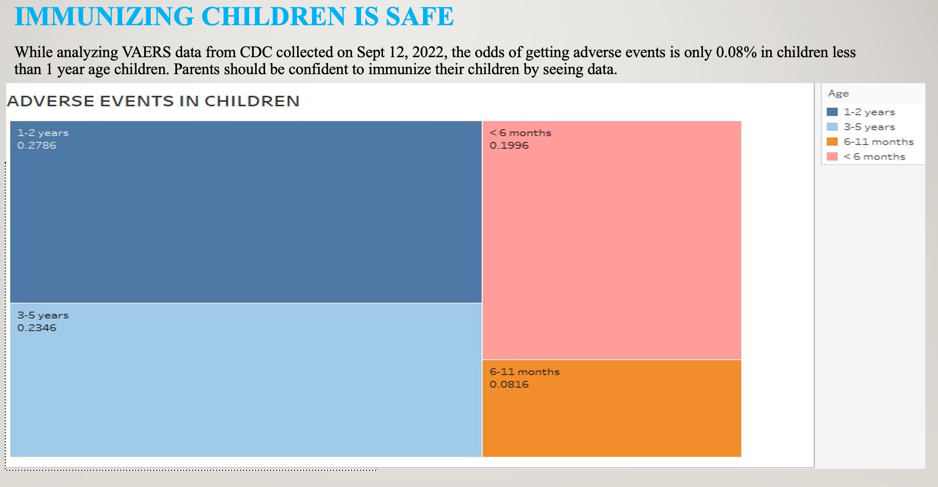 IMMUNIZING CHILDREN IS SAFE
While analyzing VAERS data from CDC collected on Sept 12, 2022, the odds of getting adverse events is only 0.08% in children less
than 1 year age children. Parents should be confident to immunize their children by seeing data.
ADVERSE EVENTS IN CHILDREN
1-2 years
0.2786
< 6 months
0.1996
3-5 years
0.2346
6-11 months
0.0816
Age
1-2 years
3-5 years
6-11 months
< 6 months